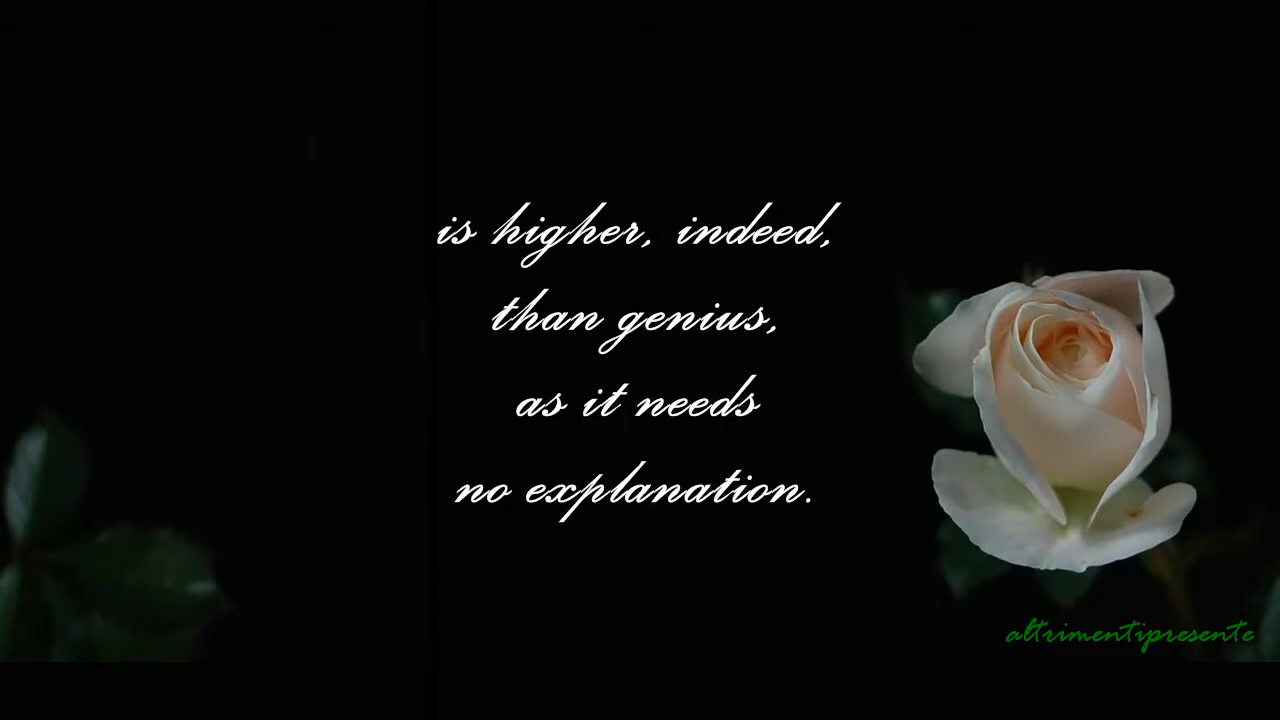 is higher, indeed,
than genius,
as it needs
no explanation.
altrimentipresente